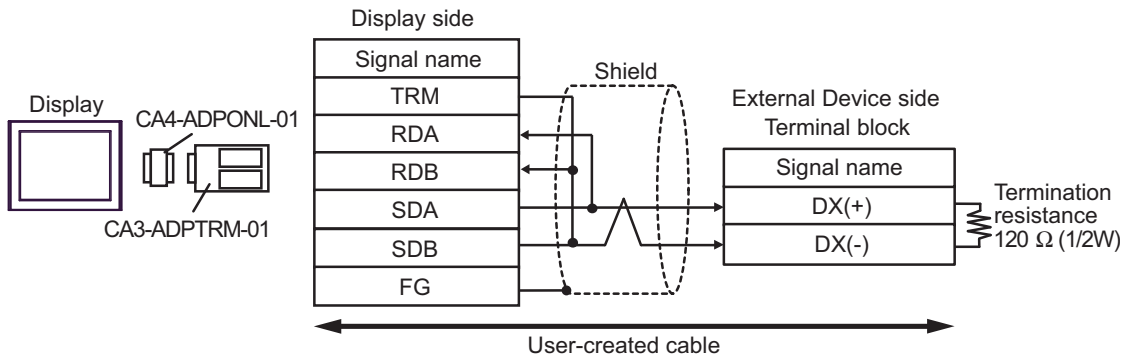 Display side
Signal name
TRM
RDA
RDB
SDA
SDB
FG
Display
CA4-ADPONL-01
CA3-ADPTRM-01
Shield
External Device side
Terminal block
Signal name
DX(+)
DX(-)
Termination
resistance
120 Ω (1/2W)
User-created cable